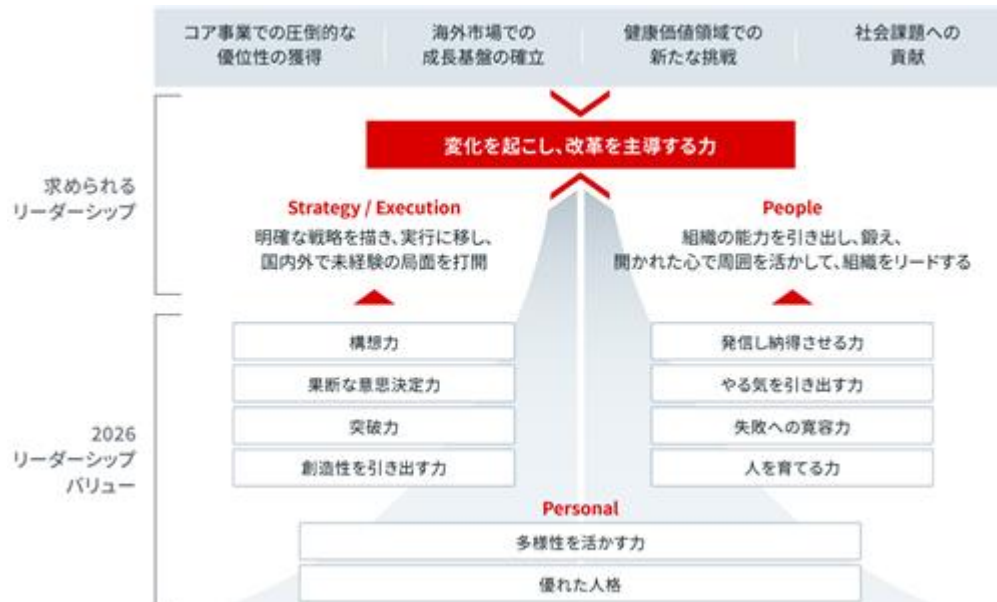 コア事業での圧倒的な
優位性の獲得
海外市場での
成長基盤の確立
健康価値領域での
新たな挑戦
社会課題への
貢献
変化を起こし、改革を主導する力
求められる
リーダーシップ
Strategy / Execution
明確な戦略を描き、実行に移し、
国内外で未経験の局面を打開
People
組織の能力を引き出し、鍛え、
開かれた心で周囲を活かして、組織をリードする
2026
リーダーシップ
バリュー
構想力
果断な意思決定力
突破力
創造性を引き出す力
発信し納得させる力
やる気を引き出す力
失敗への寛容力
人を育てる力
Personal
多様性を活かす力
優れた人格